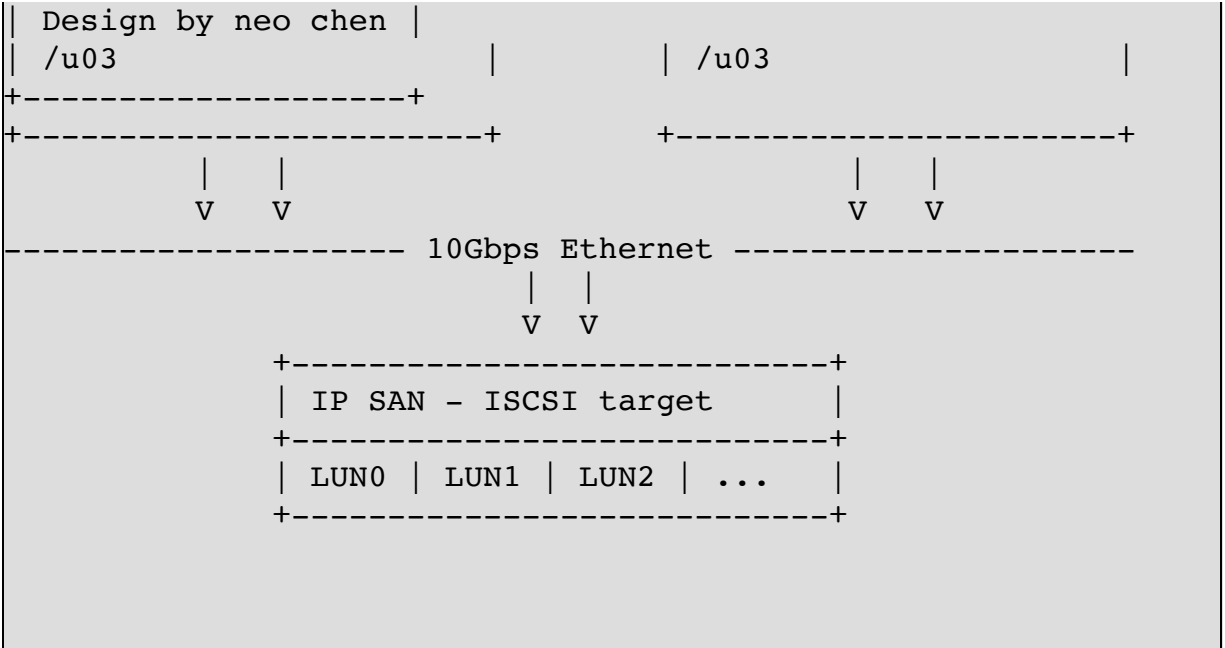 | Design by neo chen |
| /u03                       |            | /u03                      |
+--------------------+
+------------------------+        +-----------------------+
          |   |                              |   |
          V   V                              V   V
--------------------- 10Gbps Ethernet ---------------------
                           |  |
                           V  V
              +----------------------------+
              | IP SAN - ISCSI target      |
              +----------------------------+
              | LUN0 | LUN1 | LUN2 | ...   |
              +----------------------------+